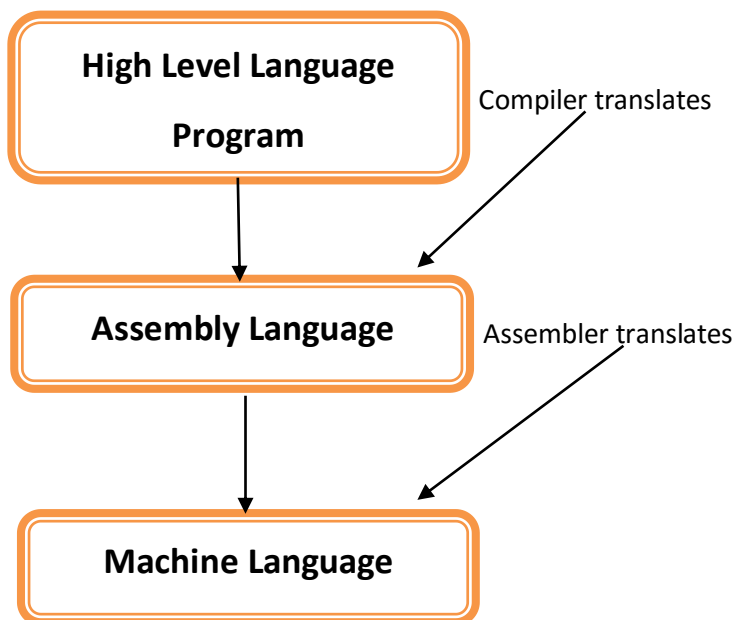 High Level Language
Program
Compiler translates
Assembly Language
Assembler translates
Machine Language